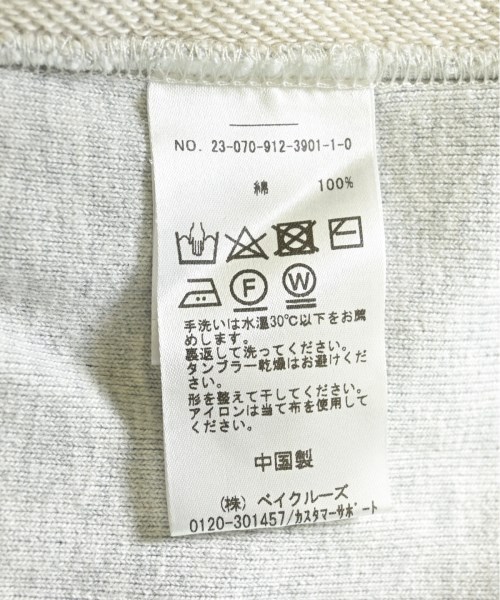 NO. 23-070-912-3901-1-0
綿 100%
F W
手洗いは水温30℃以下をお薦
めします。
裏返して洗ってください。
タンブラー乾燥はお避けくだ
さい。
形を整えて干してください。
アイロンは当て布を使用して
ください。
中国製
(株) ベイクルーズ
0120-301457/カスタマーサポート